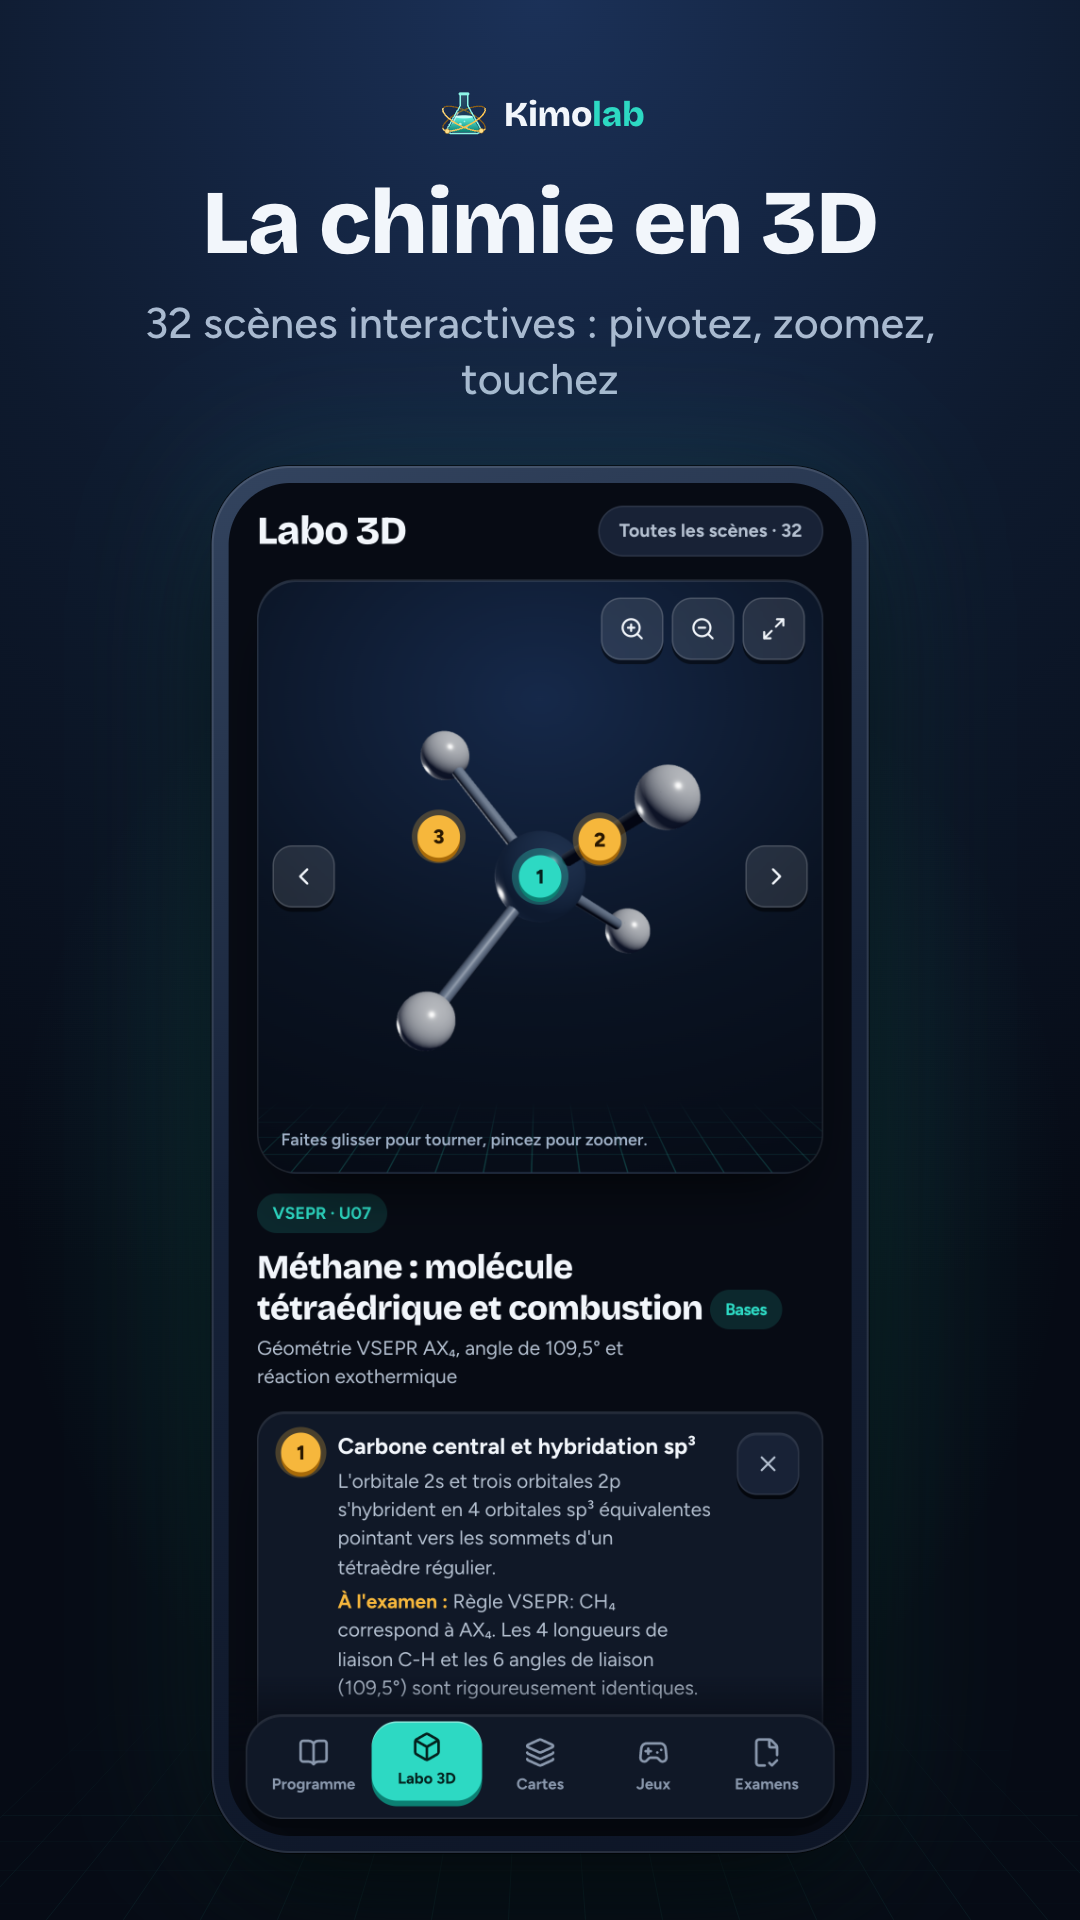 Kimolab
La chimie en 3D
32 scènes interactives : pivotez, zoomez,
touchez
Labo 3D
Toutes les scènes · 32
3
2
1
Faites glisser pour tourner, pincez pour zoomer.
VSEPR · U07
Méthane : molécule
tétraédrique et combustion
Bases
Géométrie VSEPR AX₄, angle de 109,5° et
réaction exothermique
1
Carbone central et hybridation sp³
L'orbitale 2s et trois orbitales 2p
s'hybrident en 4 orbitales sp³ équivalentes
pointant vers les sommets d'un
tétraèdre régulier.
À l'examen : Règle VSEPR: CH₄
correspond à AX₄. Les 4 longueurs de
liaison C-H et les 6 angles de liaison
(109,5°) sont rigoureusement identiques.
Programme
Labo 3D
Cartes
Jeux
Examens